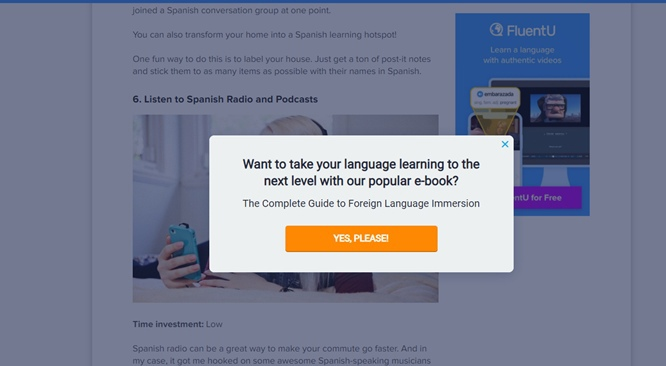 joined a Spanish conversation group at one point.
You can also transform your home into a Spanish learning hotspot!
One fun way to do this is to label your house. Just get a ton of post-it notes
and stick them to as many items as possible with their names in Spanish.
6. Listen to Spanish Radio and Podcasts
FluentU
Learn a language
with authentic videos
embarazada
ntU for Free
Want to take your language learning to the
next level with our popular e-book?
The Complete Guide to Foreign Language Immersion
YES, PLEASE!
Time investment: Low
Spanish radio can be a great way to make your commute go faster. And in
my case, it got me hooked on some awesome Spanish-speaking musicians